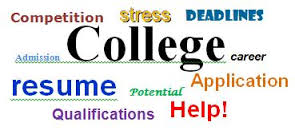 Competition stress DEADLINES
Admission College career
resume Potential Application
Qualifications Help!